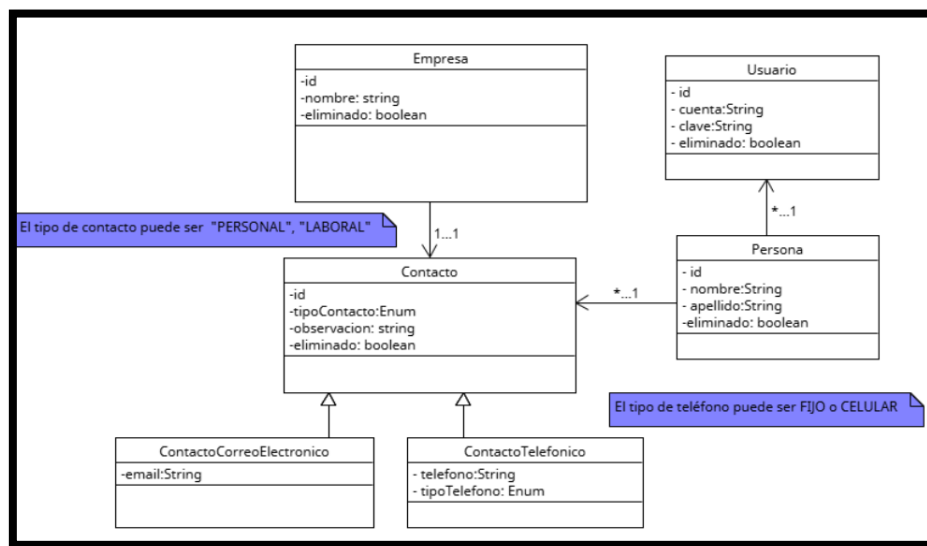 Empresa
-id
-nombre: string
-eliminado: boolean
Usuario
- id
- cuenta:String
- clave:String
- eliminado: boolean
El tipo de contacto puede ser  "PERSONAL", "LABORAL"
1...1
*...1
Persona
- id
- nombre:String
- apellido:String
-eliminado: boolean
Contacto
-id
-tipoContacto:Enum
-observacion: string
-eliminado: boolean
*...1
El tipo de teléfono puede ser FIJO o CELULAR
ContactoCorreoElectronico
-email:String
ContactoTelefonico
- telefono:String
- tipoTelefono: Enum